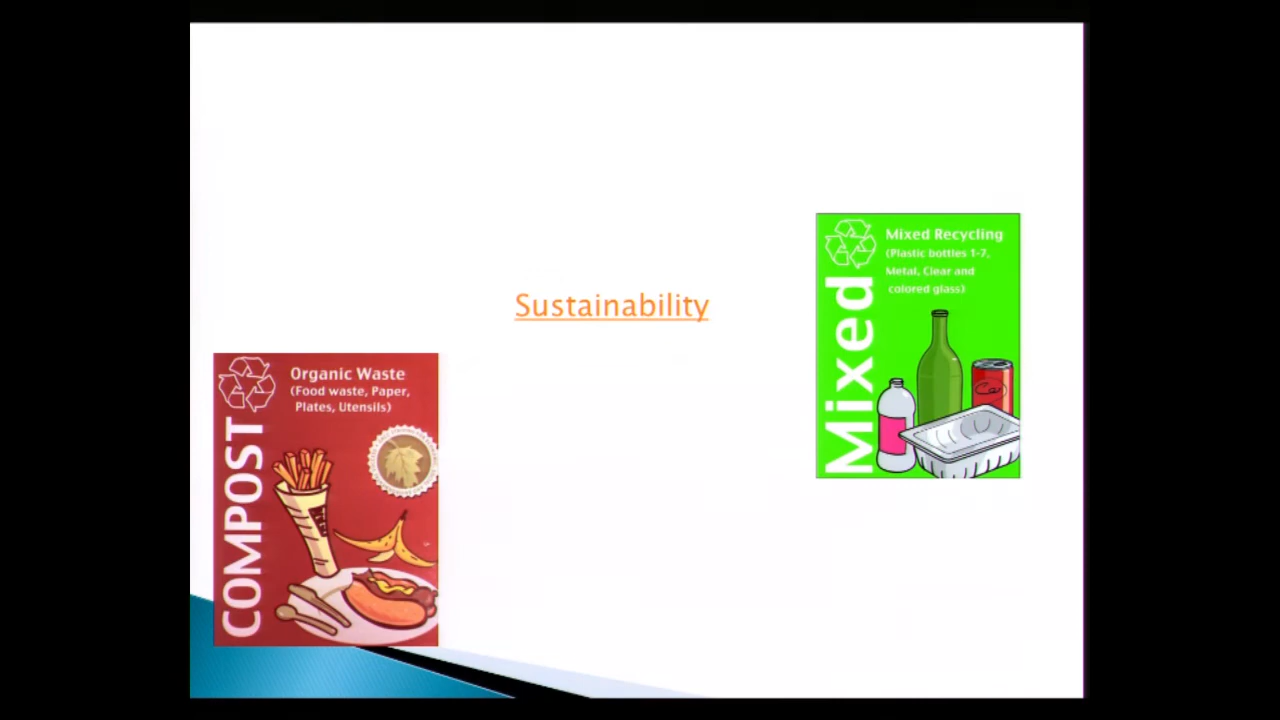 Sustainability
Mixed Recycling
(Plastic bottles 1-7,
Metal, Clear and
colored glass)
Mixed
Organic Waste
(Food waste, Paper,
Plates, Utensils)
COMPOST